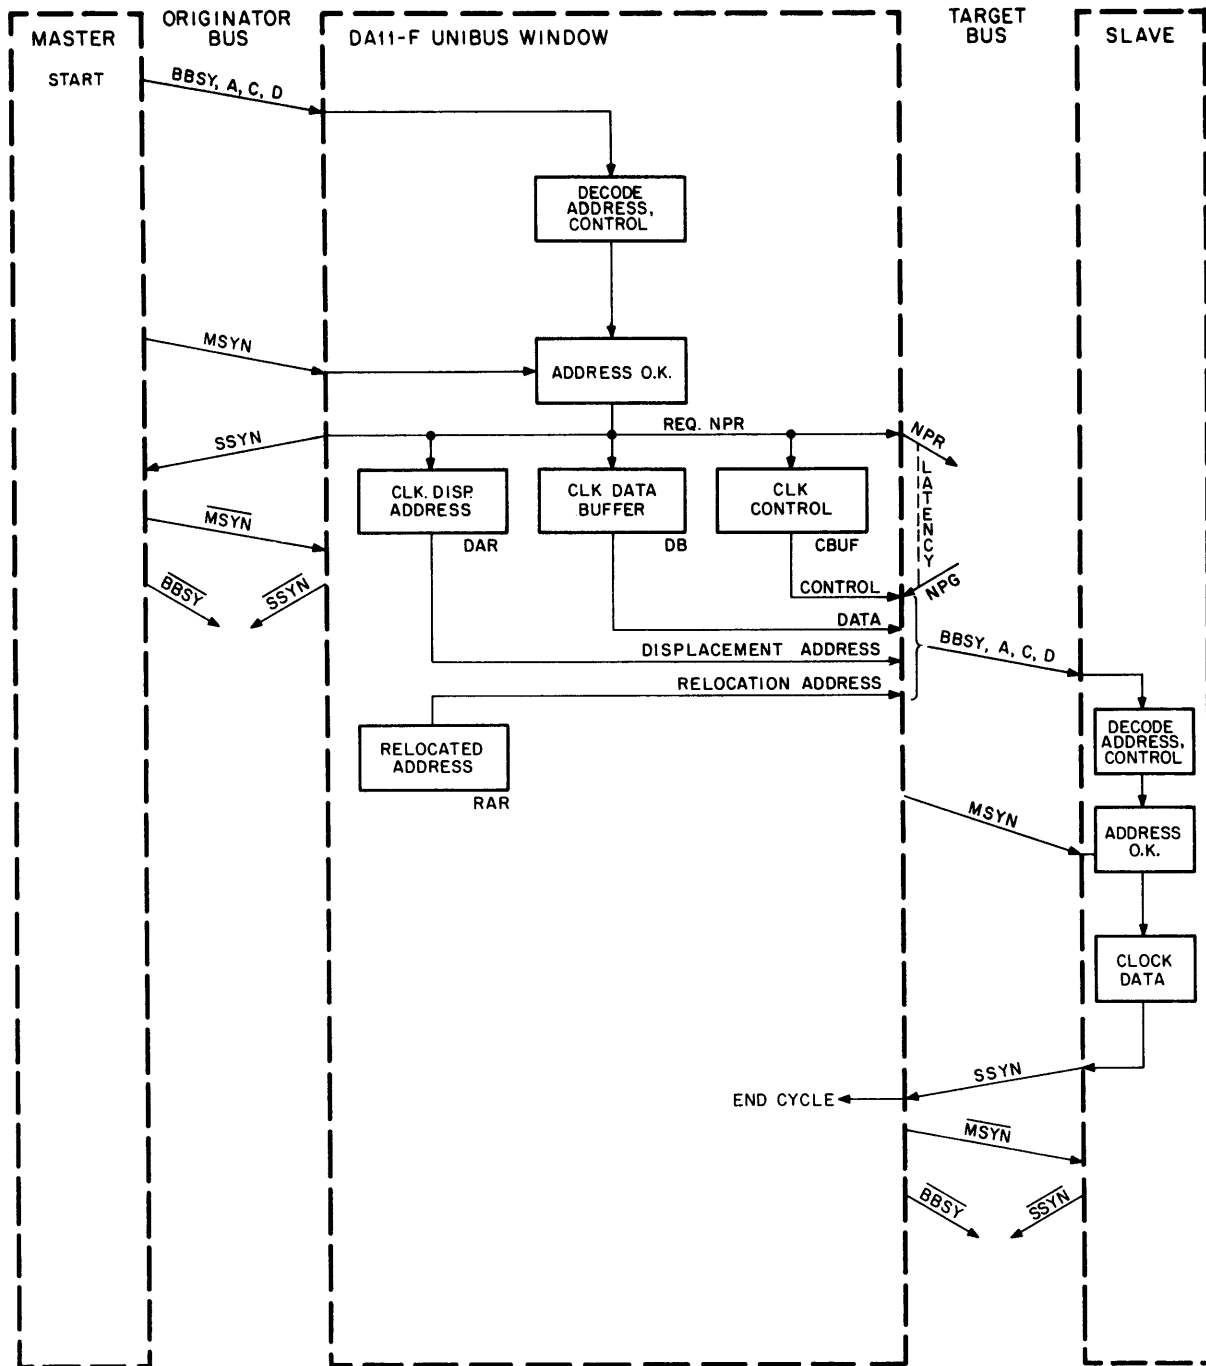 MASTER
ORIGINATOR
BUS
DA11-F UNIBUS WINDOW
TARGET
BUS
SLAVE
START
BBSY, A, C, D
DECODE
ADDRESS,
CONTROL
MSYN
ADDRESS O.K.
SSYN
REQ. NPR
NPR
LATENCY
CLK. DISP.
ADDRESS
DAR
CLK DATA
BUFFER
DB
CLK
CONTROL
CBUF
MSYN
BBSY
SSYN
NPG
CONTROL
DATA
DISPLACEMENT ADDRESS
RELOCATION ADDRESS
BBSY, A, C, D
RELOCATED
ADDRESS
RAR
DECODE
ADDRESS,
CONTROL
MSYN
ADDRESS
O.K.
CLOCK
DATA
SSYN
END CYCLE
MSYN
BBSY
SSYN